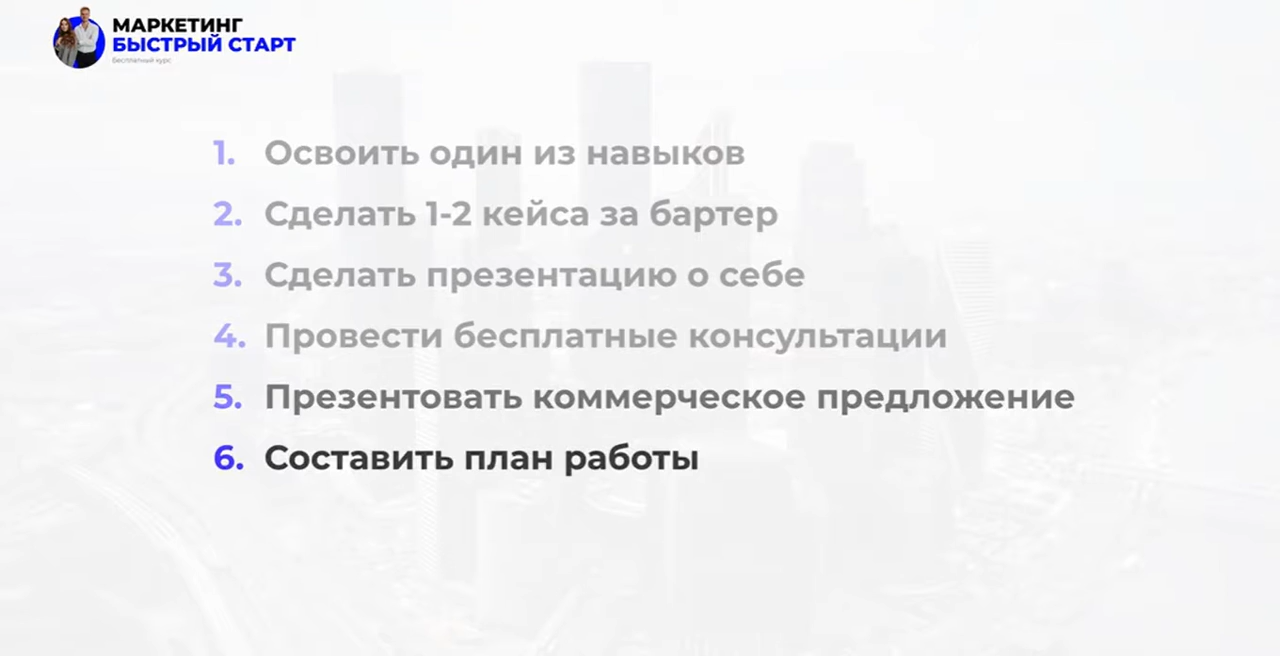 МАРКЕТИНГ
БЫСТРЫЙ СТАРТ
бесплатный курс
1. Освоить один из навыков
2. Сделать 1-2 кейса за бартер
3. Сделать презентацию о себе
4. Провести бесплатные консультации
5. Презентовать коммерческое предложение
6. Составить план работы